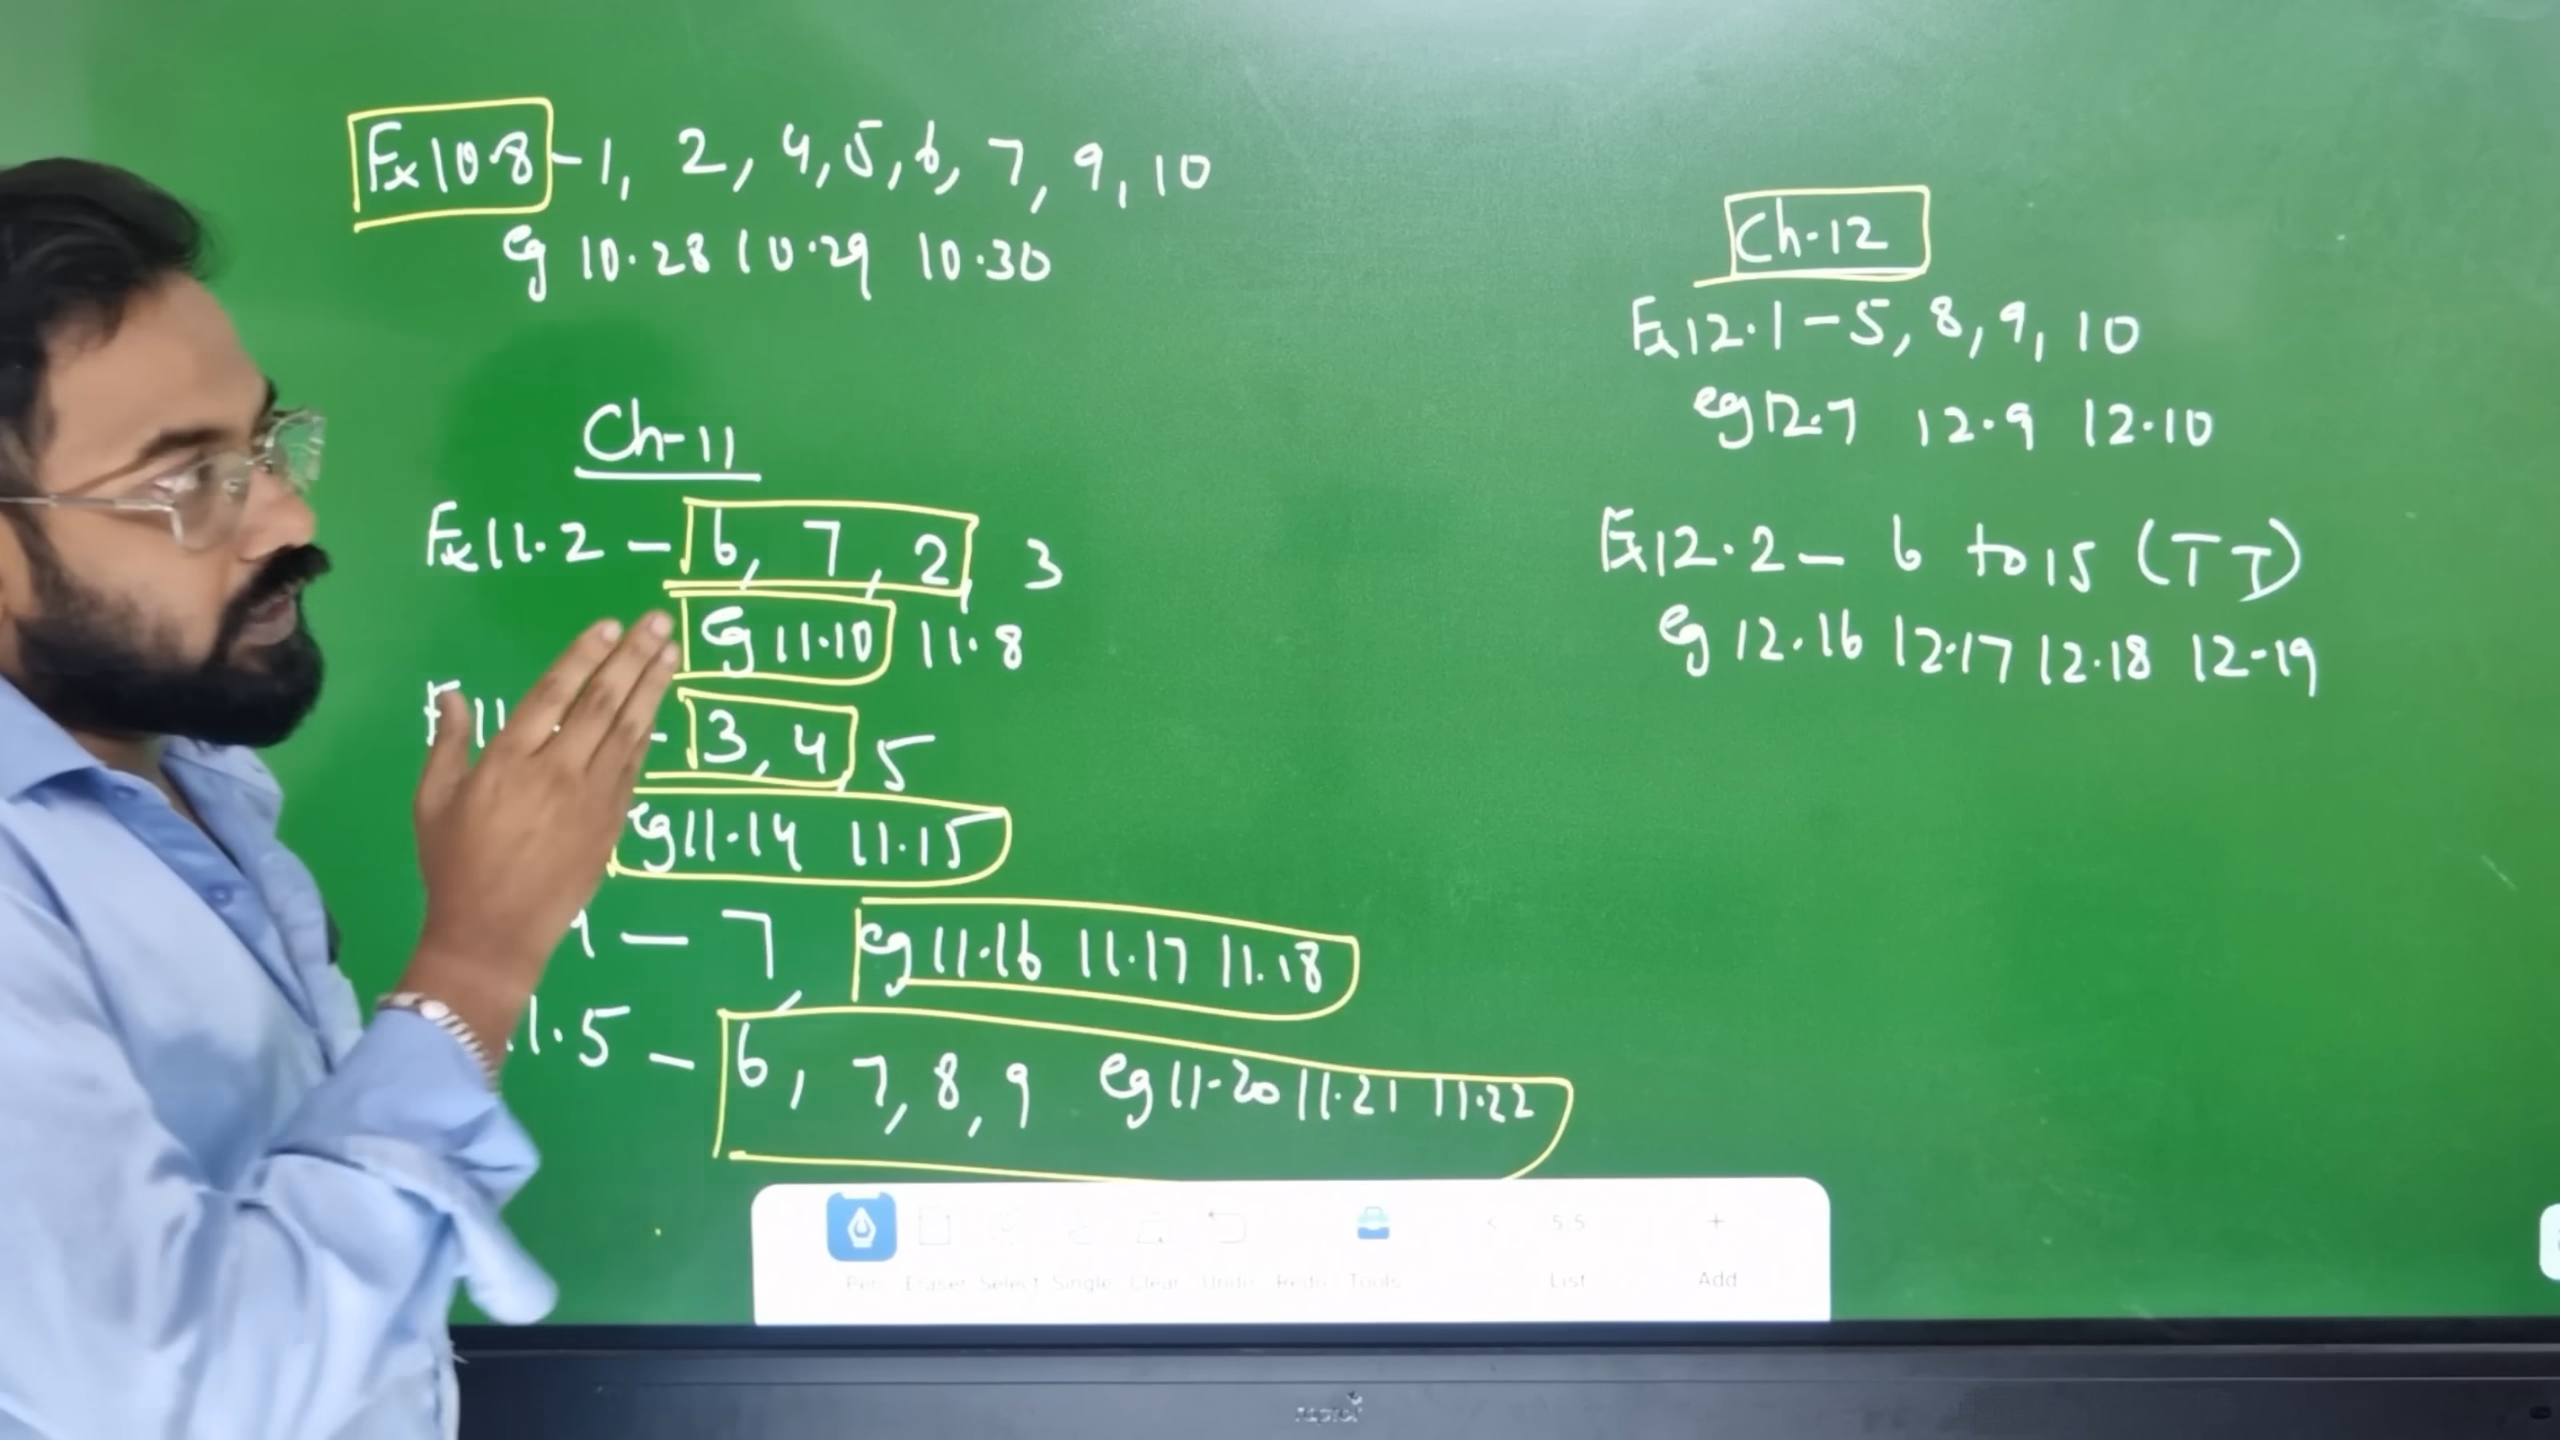 Ex 10.8 - 1, 2, 4, 5, 6, 7, 9, 10
eg 10.28 10.29 10.30
Ch-11
Ex 11.2 - 6, 7, 2, 3
eg 11.10 11.8
Ex 11 - 3, 4, 5
eg 11.14 11.15
- 7, eg 11.16 11.17 11.18
1.5 - 6, 7, 8, 9 eg 11.20 11.21 11.22
Ch-12
Ex 12.1 - 5, 8, 9, 10
eg 12.7 12.9 12.10
Ex 12.2 - 6 to 15 (TT)
eg 12.16 12.17 12.18 12.19
Pen Eraser Select Single Clear Undo Redo Tools < 5/5 List + Add